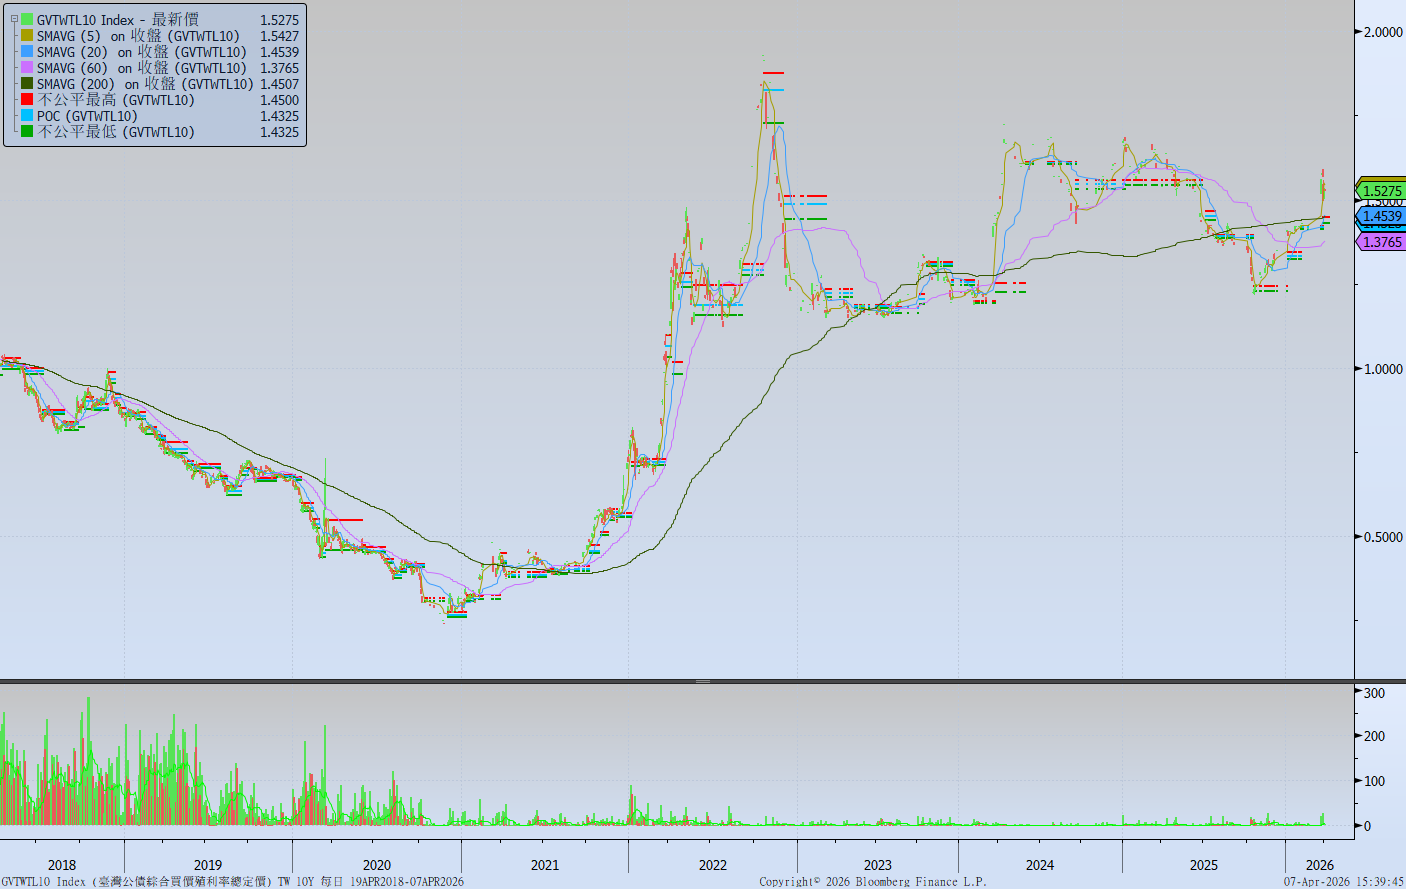 GVTWTL10 Index - 最新價 1.5275
SMAVG (5) on 收盤 (GVTWTL10) 1.5427
SMAVG (20) on 收盤 (GVTWTL10) 1.4539
SMAVG (60) on 收盤 (GVTWTL10) 1.3765
SMAVG (200) on 收盤 (GVTWTL10) 1.4507
不公平最高 (GVTWTL10) 1.4500
POC (GVTWTL10) 1.4325
不公平最低 (GVTWTL10) 1.4325
2.0000
1.5275
1.5000
1.4539
1.4325
1.3765
1.0000
0.5000
300
200
100
0
2018 2019 2020 2021 2022 2023 2024 2025 2026
GVTWTL10 Index (臺灣公債綜合買價殖利率總定價) TW 10Y 每日 19APR2018-07APR2026 Copyright© 2026 Bloomberg Finance L.P. 07-Apr-2026 15:39:45